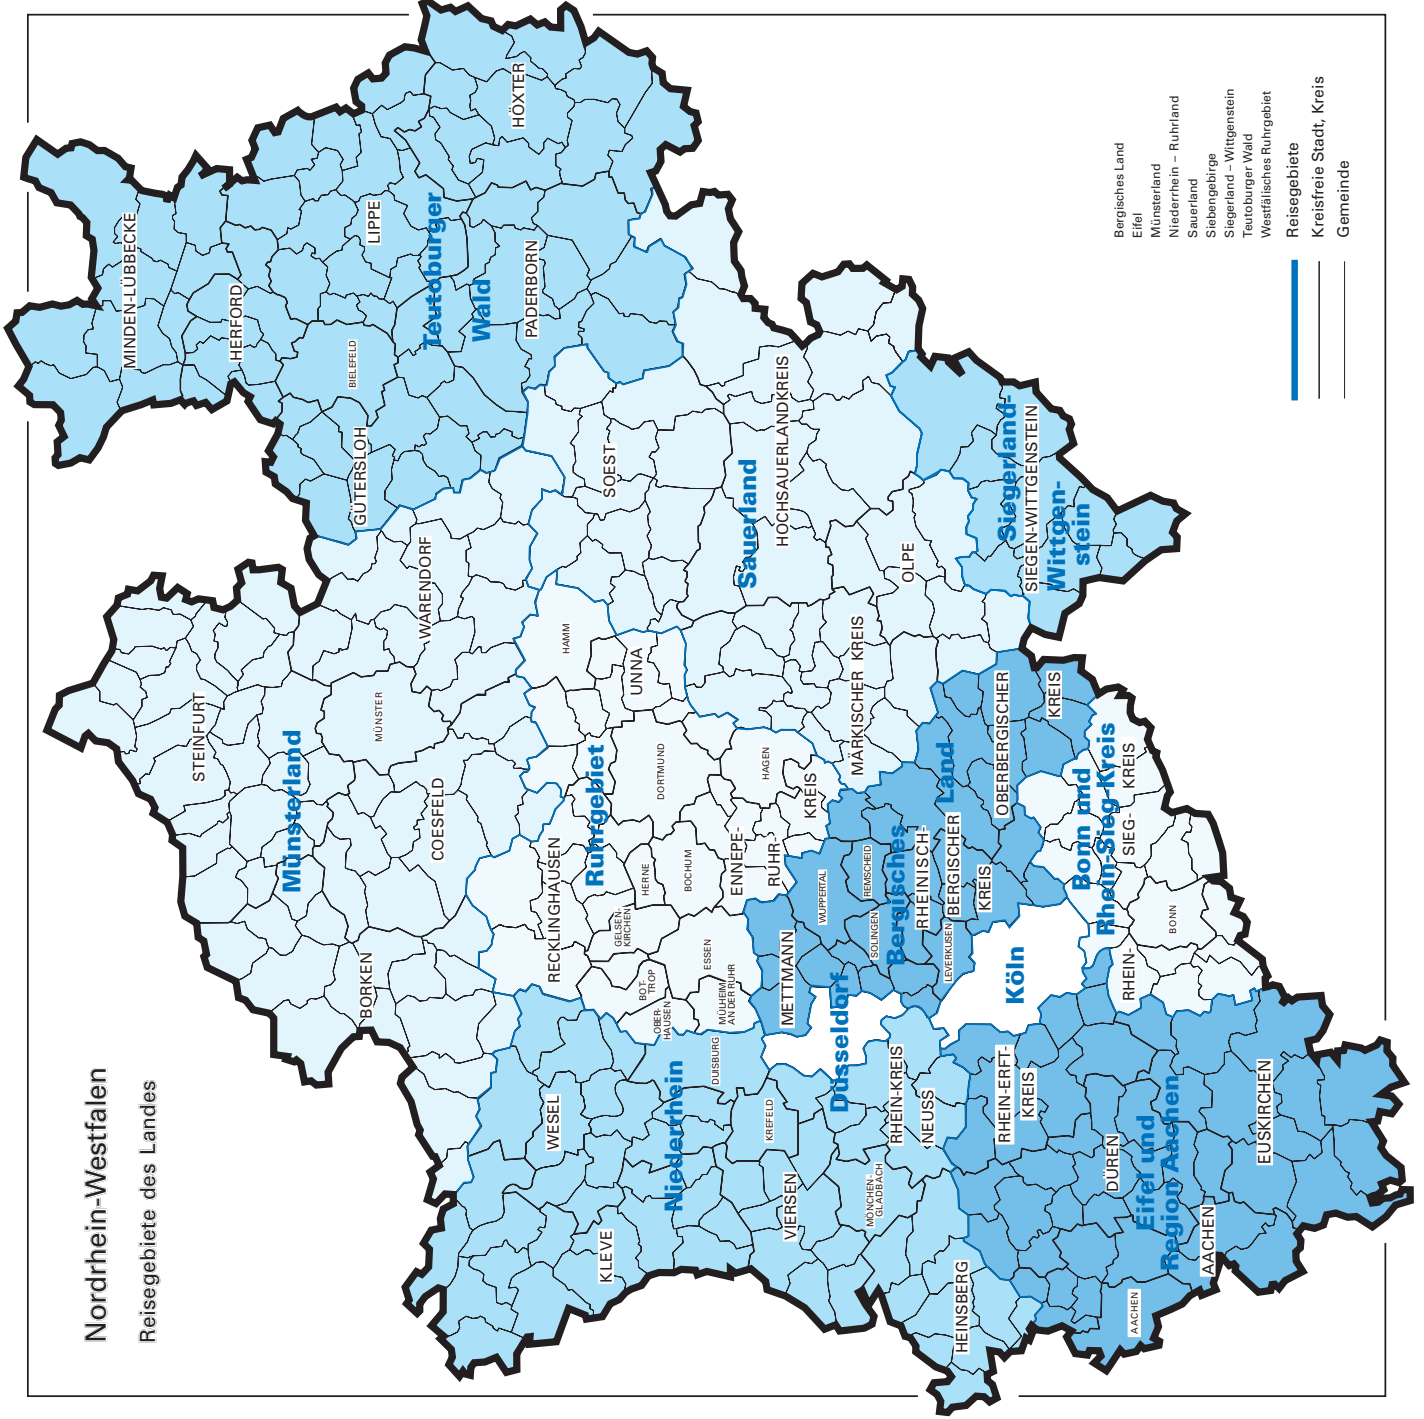 Nordrhein-Westfalen
Reisegebiete des Landes
STEINFURT
Münsterland
BORKEN
MÜNSTER
COESFELD
WARENDORF
MINDEN-LÜBBECKE
HERFORD
BIELEFELD
GÜTERSLOH
LIPPE
Teutoburger
Wald
PADERBORN
HÖXTER
KLEVE
WESEL
Niederrhein
DUISBURG
KREFELD
VIERSEN
MÖNCHEN-
GLADBACH
RHEIN-KREIS
NEUSS
HEINSBERG
RECKLINGHAUSEN
Ruhrgebiet
BOT-
TROP
OBER-
HAUSEN
GELSEN-
KIRCHEN
HERNE
BOCHUM
ESSEN
MÜLHEIM/
AN DER RUHR
DORTMUND
HAMM
UNNA
HAGEN
ENNEPE-
RUHR-
KREIS
SOEST
Sauerland
HOCHSAUERLANDKREIS
MÄRKISCHER KREIS
OLPE
METTMANN
Düsseldorf
WUPPERTAL
REMSCHEID
SOLINGEN
Bergisches
Land
RHEINISCH-
BERGISCHER
KREIS
LEVERKUSEN
OBERBERGISCHER
KREIS
Köln
Siegerland-
SIEGEN-WITTGENSTEIN
Wittgen-
stein
Bonn und
Rhein-Sieg-Kreis
RHEIN-
SIEG-
KREIS
BONN
RHEIN-ERFT-
KREIS
DÜREN
Eifel und
Region Aachen
AACHEN
AACHEN
EUSKIRCHEN
Bergisches Land
Eifel
Münsterland
Niederrhein – Ruhrland
Sauerland
Siebengebirge
Siegerland – Wittgenstein
Teutoburger Wald
Westfälisches Ruhrgebiet
Reisegebiete
Kreisfreie Stadt, Kreis
Gemeinde